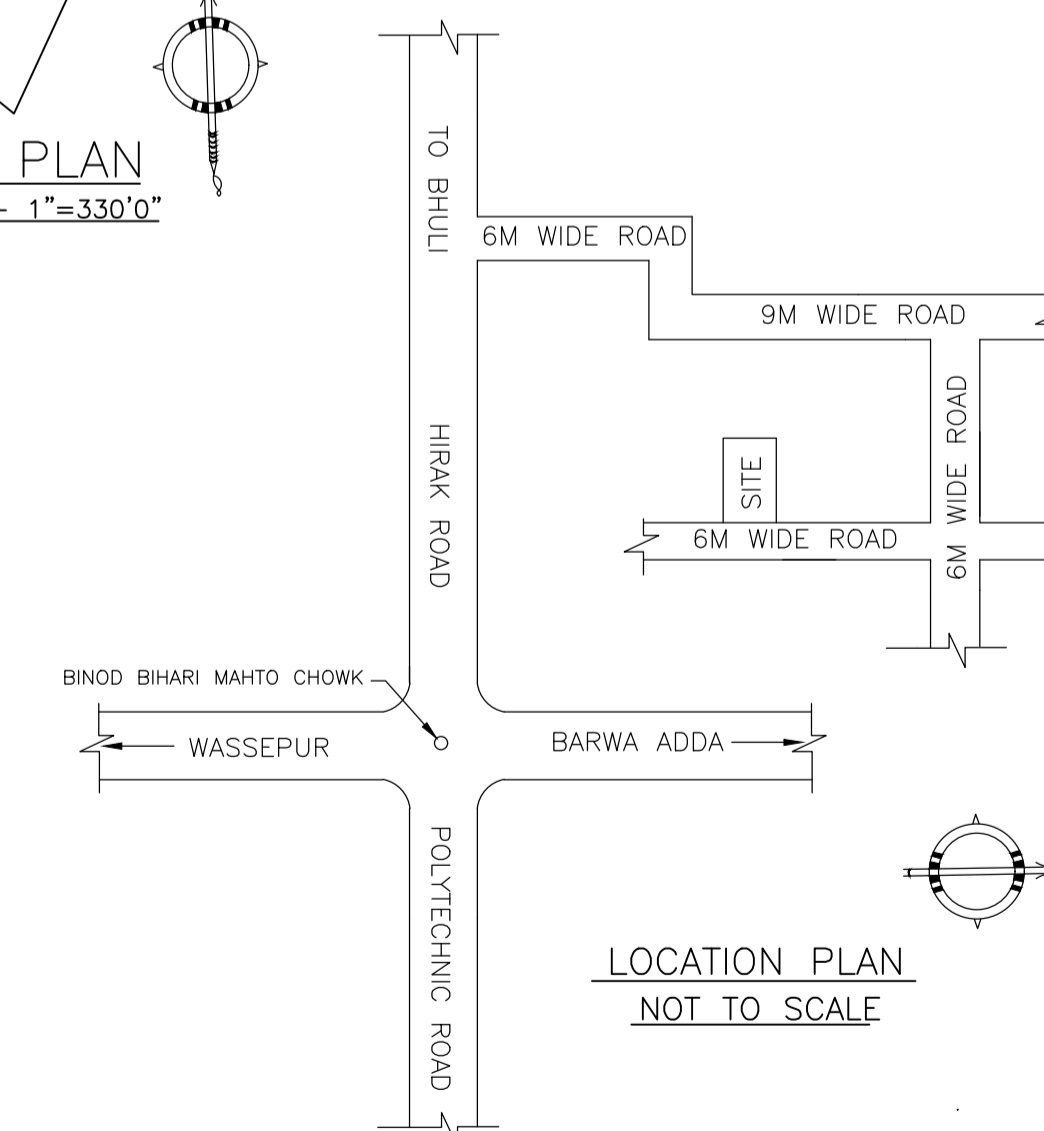 PLAN
- 1"=330'0"
TO BHULI
6M WIDE ROAD
9M WIDE ROAD
HIRAK ROAD
6M WIDE ROAD
SITE
6M WIDE ROAD
BINOD BIHARI MAHTO CHOWK
WASSEPUR
BARWA ADDA
POLYTECHNIC ROAD
LOCATION PLAN
NOT TO SCALE